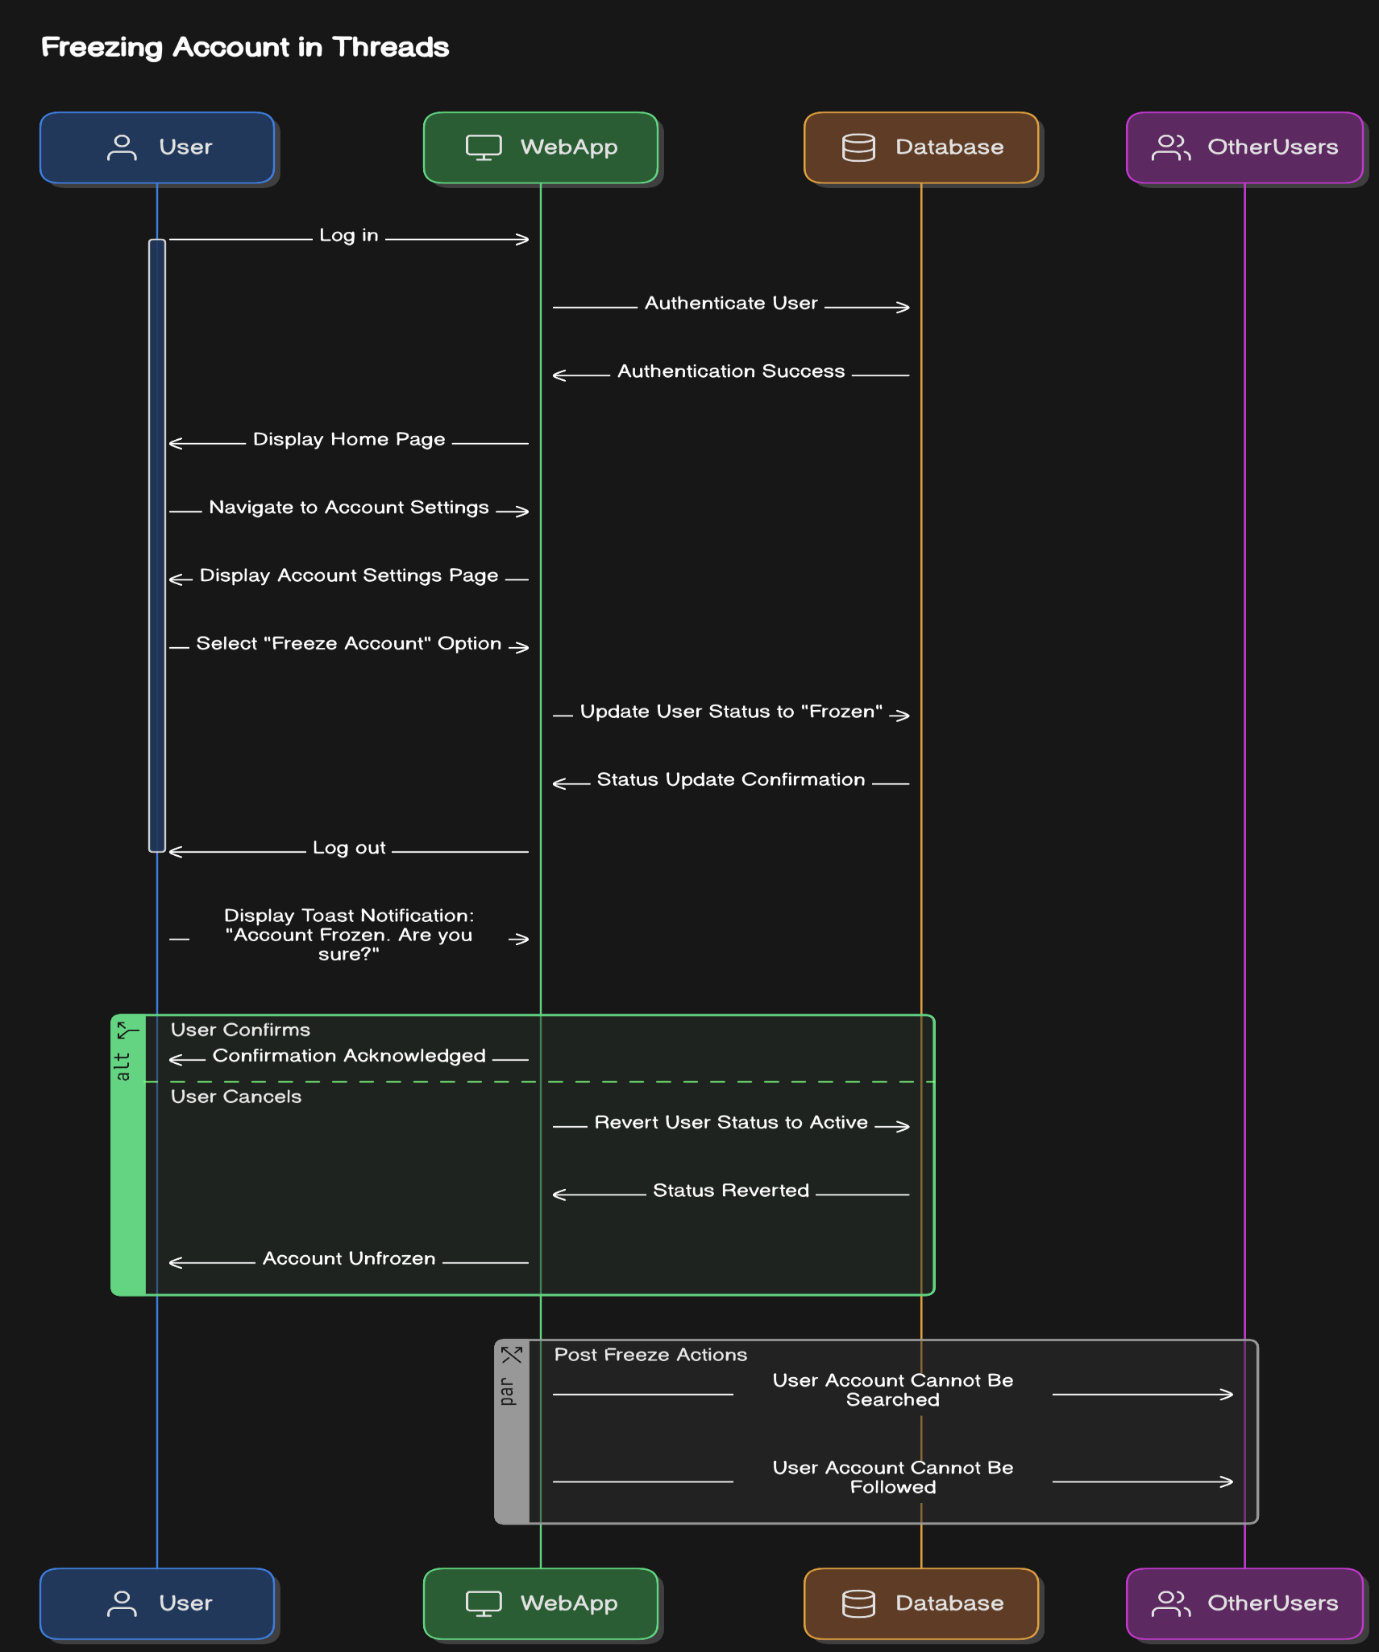 Freezing Account in Threads
User
WebApp
Database
OtherUsers
Log in
Authenticate User
Authentication Success
Display Home Page
Navigate to Account Settings
Display Account Settings Page
Select "Freeze Account" Option
Update User Status to "Frozen"
Status Update Confirmation
Log out
Display Toast Notification:
"Account Frozen. Are you
sure?"
alt
User Confirms
Confirmation Acknowledged
User Cancels
Revert User Status to Active
Status Reverted
Account Unfrozen
par
Post Freeze Actions
User Account Cannot Be
Searched
User Account Cannot Be
Followed
User
WebApp
Database
OtherUsers